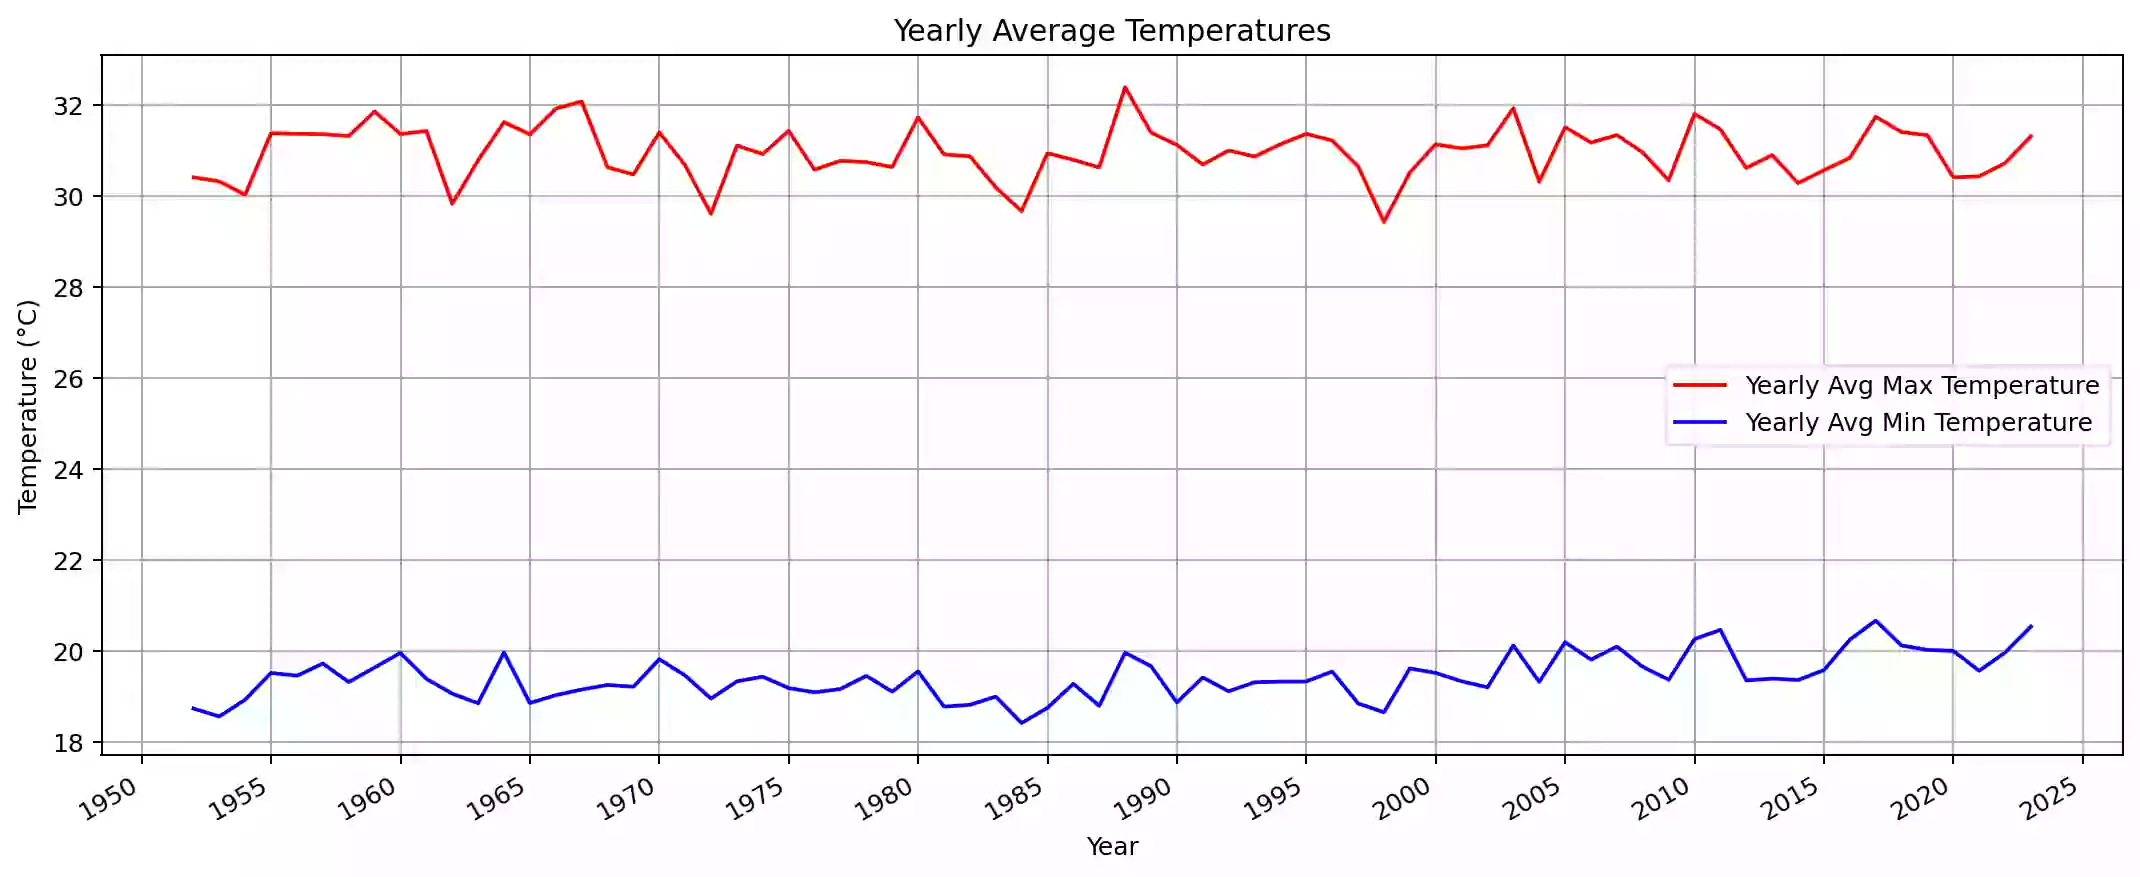 Yearly Average Temperatures
Temperature (°C)
32
30
28
26
24
22
20
18
Yearly Avg Max Temperature
Yearly Avg Min Temperature
1950 1955 1960 1965 1970 1975 1980 1985 1990 1995 2000 2005 2010 2015 2020 2025
Year